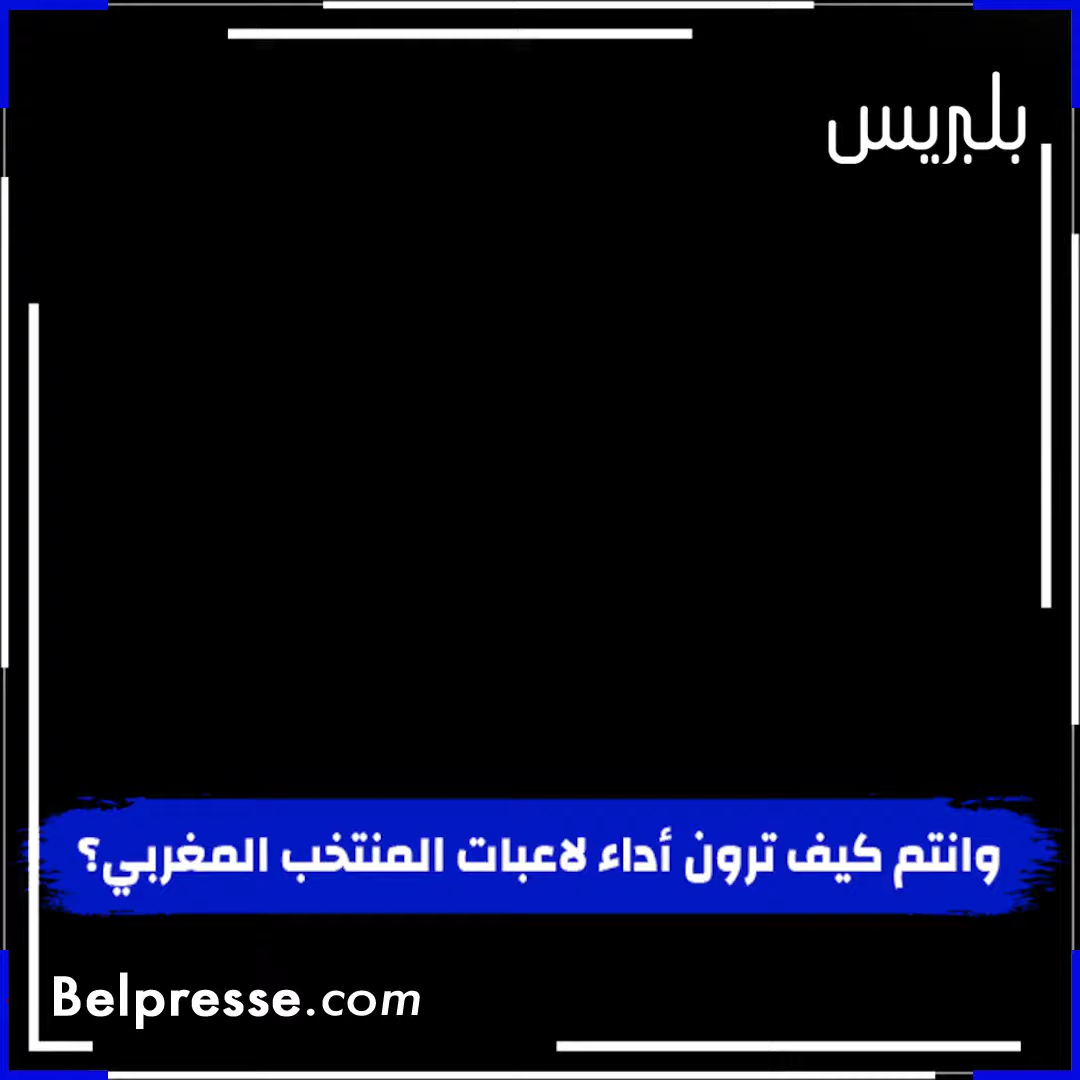 بلبريس
وانتم كيف ترون أداء لاعبات المنتخب المغربي؟
Belpresse.com